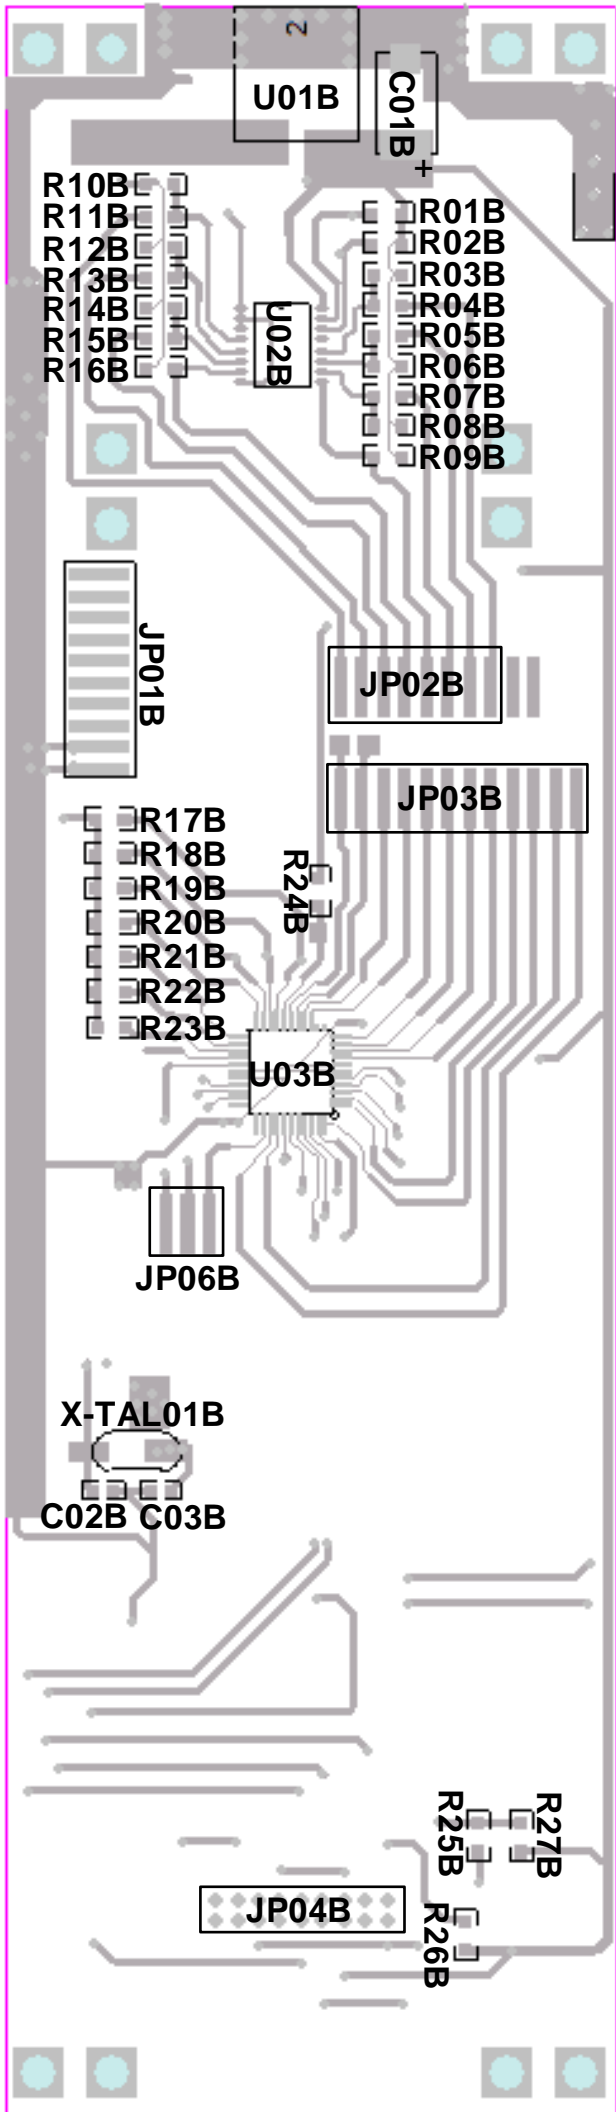 2
U01B
C01B
+
R10B
R11B
R12B
R13B
R14B
R15B
R16B
R01B
R02B
R03B
R04B
R05B
R06B
R07B
R08B
R09B
U02B
JP01B
JP02B
JP03B
R17B
R18B
R19B
R20B
R21B
R22B
R23B
R24B
U03B
JP06B
X-TAL01B
C02B C03B
R25B
R27B
JP04B
R26B